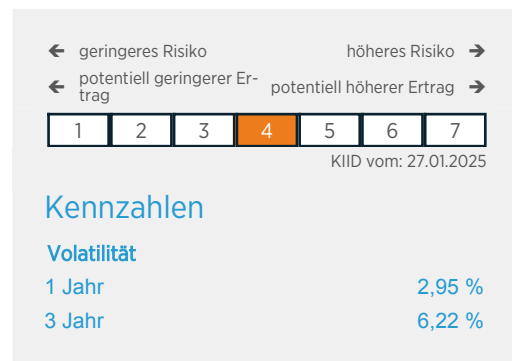 ← geringeres Risiko höheres Risiko →
← potentiell geringerer Er-
trag potentiell höherer Ertrag →
1 2 3 4 5 6 7
KIID vom: 27.01.2025
Kennzahlen
Volatilität
1 Jahr 2,95 %
3 Jahr 6,22 %